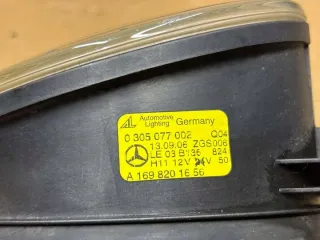 AL Automotive Lighting Germany
0 305 077 002 Q04
13.09.06 ZGS006
LE 03 B136 824
H11 12V 24V 50
A 169 820 16 56